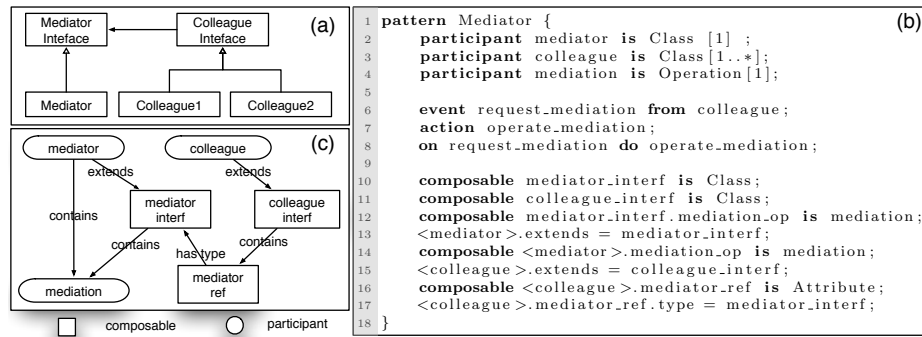 (a)
Mediator
Inteface
Colleague
Inteface
Mediator
Colleague1
Colleague2
(c)
mediator
colleague
extends
extends
mediator
interf
colleague
interf
contains
contains
has type
contains
mediator
ref
mediation
composable
participant
(b)
1 pattern Mediator {
2 participant mediator is Class [1] ;
3 participant colleague is Class[1..*];
4 participant mediation is Operation[1];
5
6 event request_mediation from colleague;
7 action operate_mediation;
8 on request_mediation do operate_mediation;
9
10 composable mediator_interf is Class;
11 composable colleague_interf is Class;
12 composable mediator_interf.mediation_op is mediation;
13 <mediator>.extends = mediator_interf;
14 composable <mediator>.mediation_op is mediation;
15 <colleague>.extends = colleague_interf;
16 composable <colleague>.mediator_ref is Attribute;
17 <colleague>.mediator_ref.type = mediator_interf;
18 }